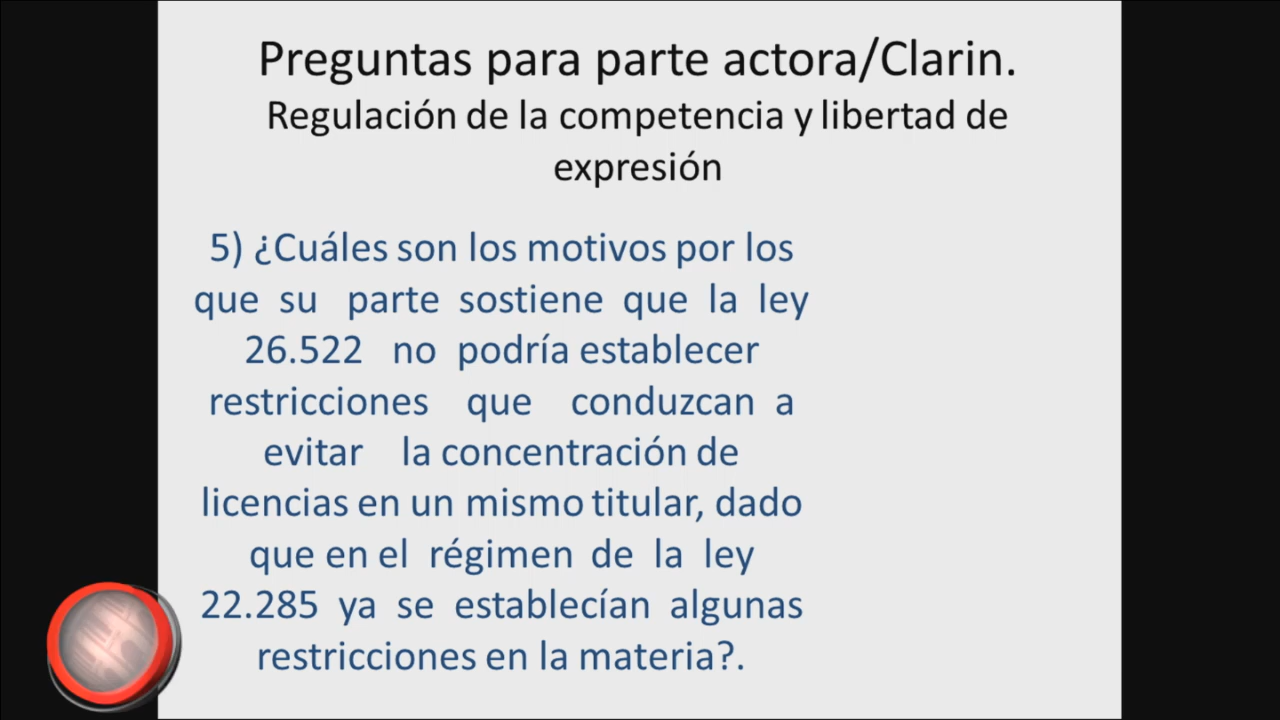 Preguntas para parte actora/Clarin.
Regulación de la competencia y libertad de
expresión
5) ¿Cuáles son los motivos por los
que su parte sostiene que la ley
26.522 no podría establecer
restricciones que conduzcan a
evitar la concentración de
licencias en un mismo titular, dado
que en el régimen de la ley
22.285 ya se establecían algunas
restricciones en la materia?.